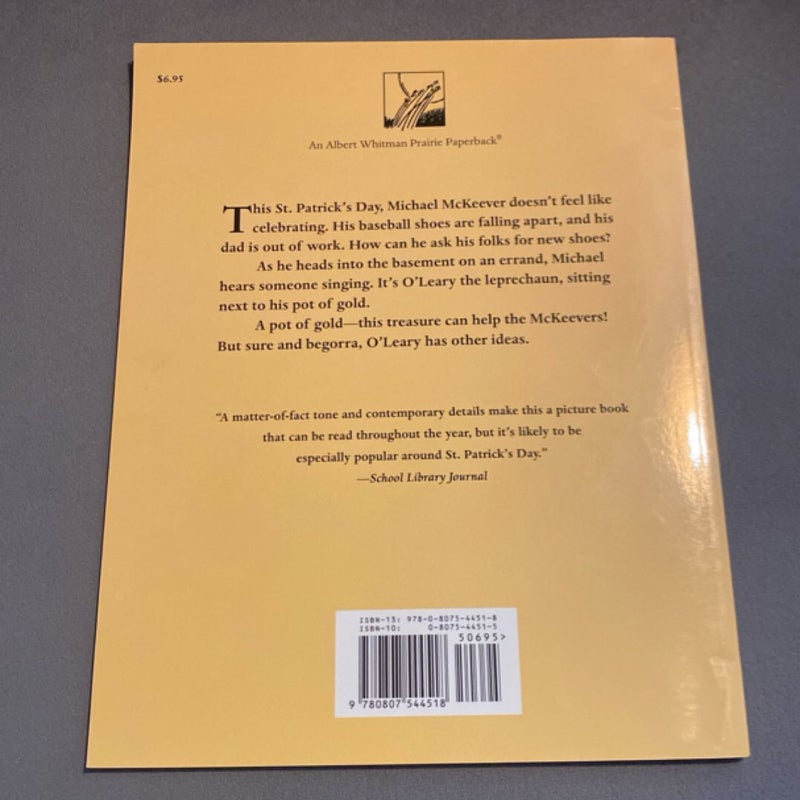 $6.95
An Albert Whitman Prairie Paperback®
This St. Patrick's Day, Michael McKeever doesn't feel like
celebrating. His baseball shoes are falling apart, and his
dad is out of work. How can he ask his folks for new shoes?
As he heads into the basement on an errand, Michael
hears someone singing. It's O'Leary the leprechaun, sitting
next to his pot of gold.
A pot of gold—this treasure can help the McKeevers!
But sure and begorra, O'Leary has other ideas.
“A matter-of-fact tone and contemporary details make this a picture book
that can be read throughout the year, but it's likely to be
especially popular around St. Patrick's Day.”
—School Library Journal
ISBN-13: 978-0-8075-4451-8
ISBN-10: 0-8075-4451-5
50695>
9 780807 544518